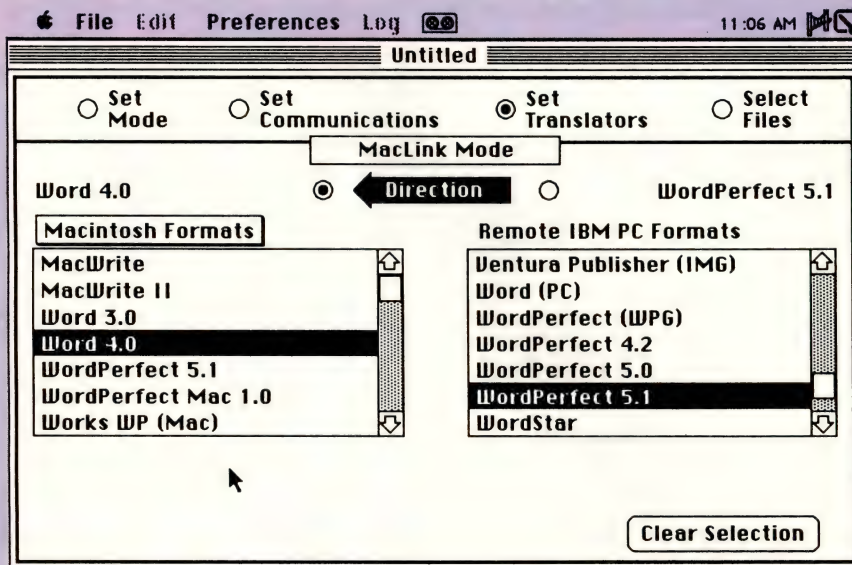 File Edit Preferences Log 11:06 AM
Untitled
Set Mode Set Communications Set Translators Select Files
MacLink Mode
Word 4.0 Direction WordPerfect 5.1
Macintosh Formats
MacWrite
MacWrite II
Word 3.0
Word 4.0
WordPerfect 5.1
WordPerfect Mac 1.0
Works WP (Mac)
Remote IBM PC Formats
Ventura Publisher (IMG)
Word (PC)
WordPerfect (WPG)
WordPerfect 4.2
WordPerfect 5.0
WordPerfect 5.1
WordStar
Clear Selection